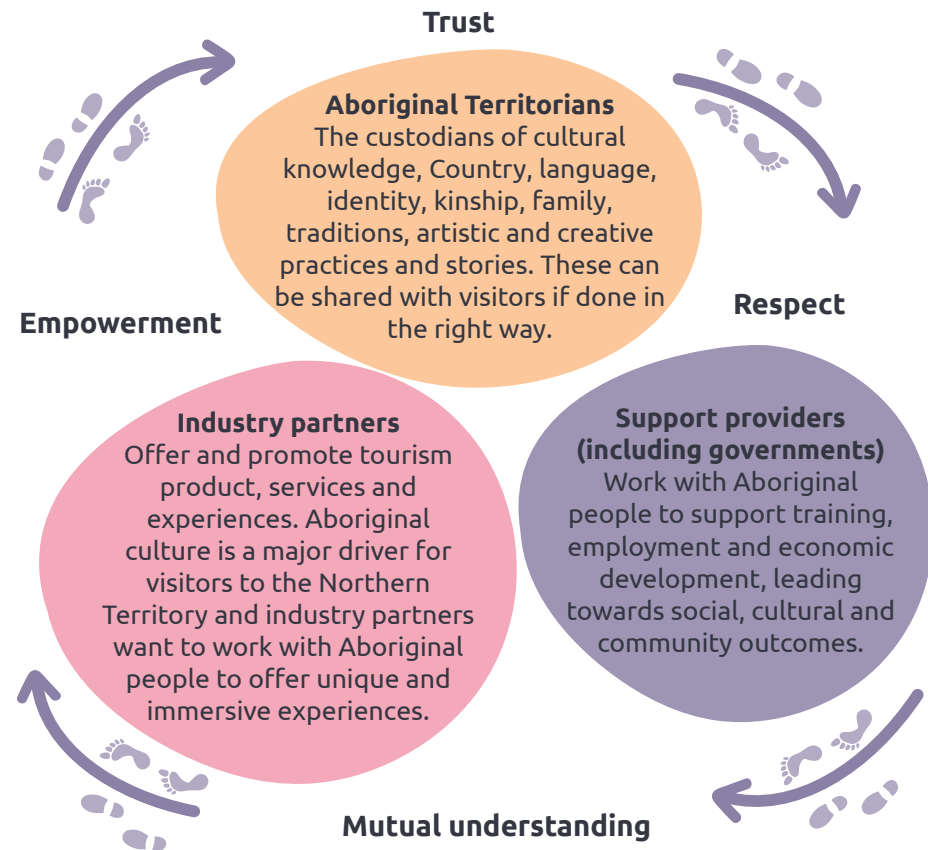 Trust
Aboriginal Territorians
The custodians of cultural
knowledge, Country, language,
identity, kinship, family,
traditions, artistic and creative
practices and stories. These can
be shared with visitors if done in
the right way.
Empowerment
Respect
Industry partners
Offer and promote tourism
product, services and
experiences. Aboriginal
culture is a major driver for
visitors to the Northern
Territory and industry partners
want to work with Aboriginal
people to offer unique and
immersive experiences.
Support providers
(including governments)
Work with Aboriginal
people to support training,
employment and economic
development, leading
towards social, cultural and
community outcomes.
Mutual understanding